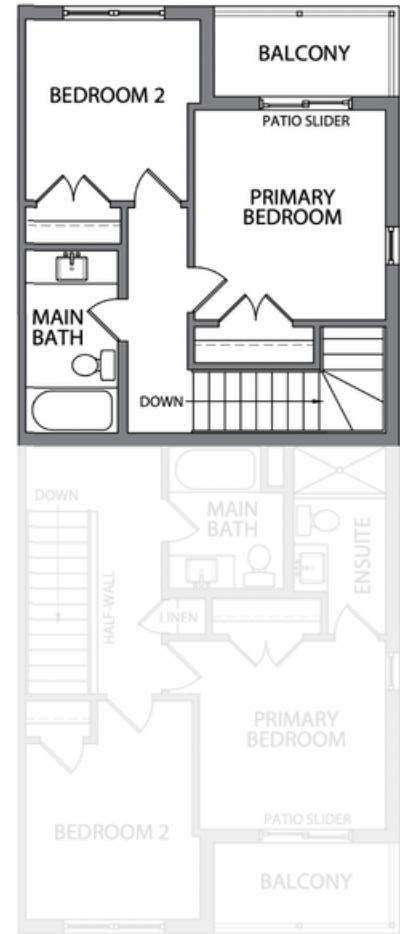 BALCONY
BEDROOM 2
PATIO SLIDER
PRIMARY
BEDROOM
MAIN
BATH
DOWN
DOWN
MAIN
BATH
ENSUITE
HALF-WALL
LINEN
PRIMARY
BEDROOM
PATIO SLIDER
BEDROOM 2
BALCONY